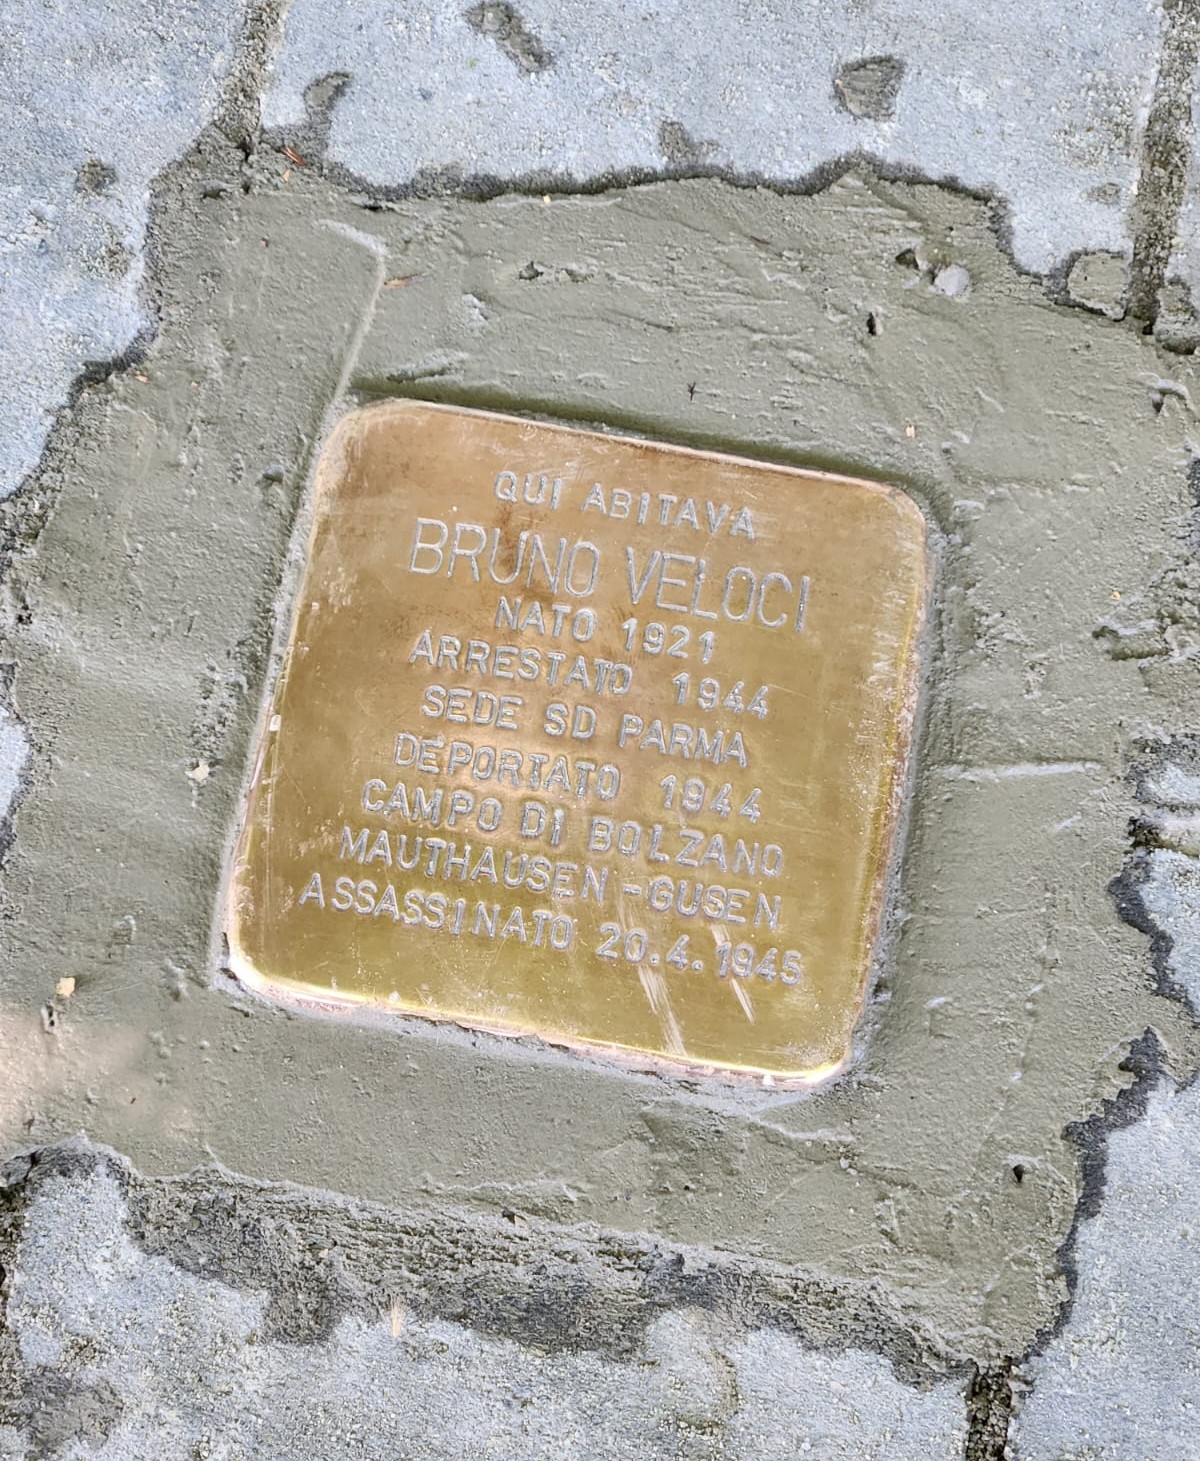 QUI ABITAVA
BRUNO VELOCI
NATO 1921
ARRESTATO 1944
SEDE SD PARMA
DEPORTATO 1944
CAMPO DI BOLZANO
MAUTHAUSEN-GUSEN
ASSASSINATO 20.4.1945